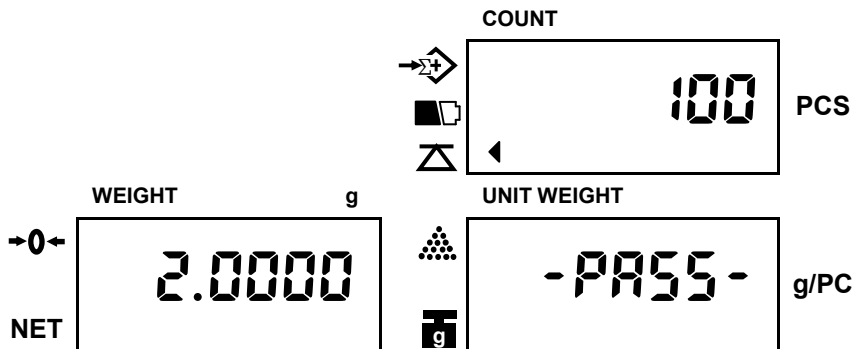 COUNT
Σ+
100 PCS
WEIGHT g UNIT WEIGHT
→0← 2.0000 -PASS- g/PC
NET g